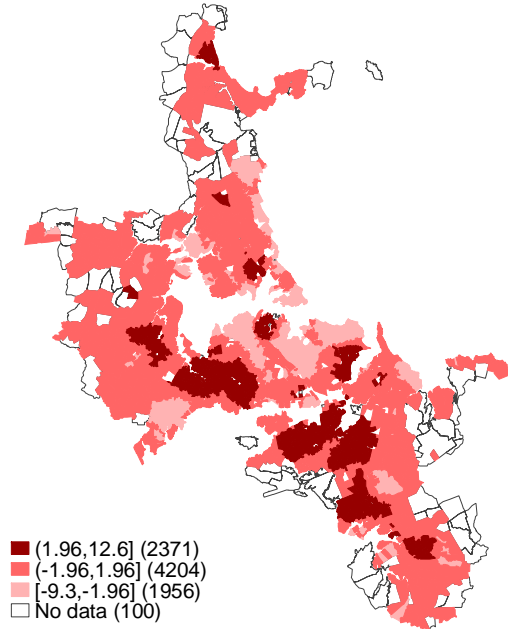 (1.96,12.6] (2371)
(-1.96,1.96] (4204)
[-9.3,-1.96] (1956)
No data (100)